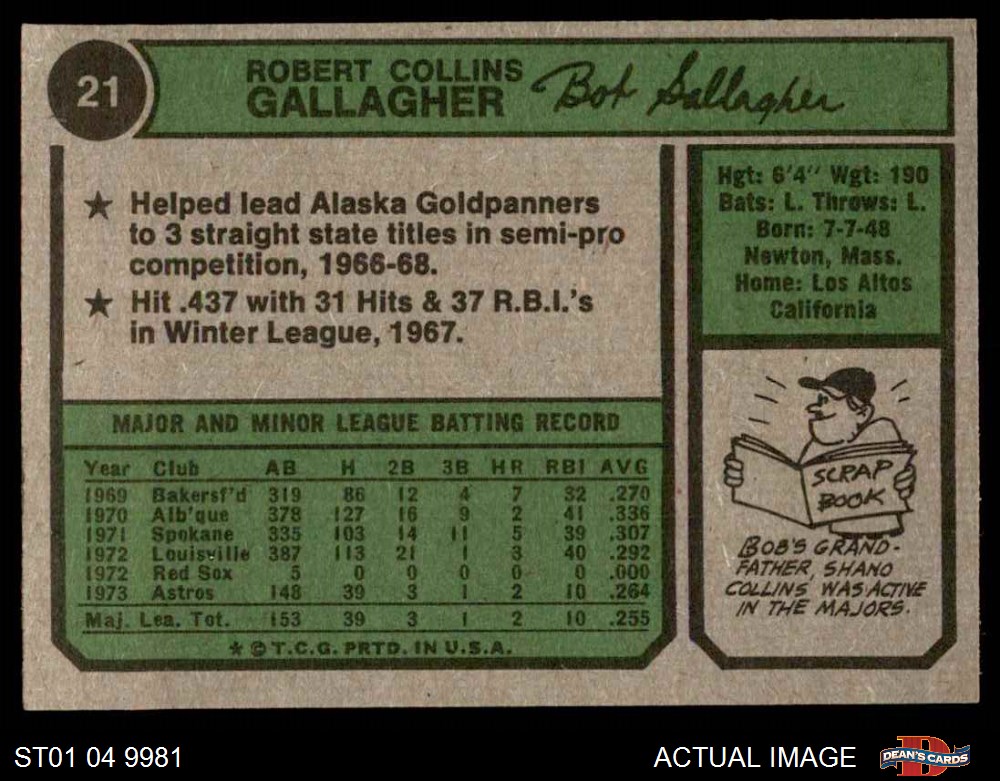 21
ROBERT COLLINS
GALLAGHER
Bob Gallagher
★ Helped lead Alaska Goldpanners
to 3 straight state titles in semi-pro
competition, 1966-68.
★ Hit .437 with 31 Hits & 37 R.B.I.'s
in Winter League, 1967.
Hgt: 6'4" Wgt: 190
Bats: L. Throws: L.
Born: 7-7-48
Newton, Mass.
Home: Los Altos
California
MAJOR AND MINOR LEAGUE BATTING RECORD
Year Club AB H 2B 3B HR RBI AVG
1969 Bakersf'd 319 86 12 4 7 32 .270
1970 Alb'que 378 127 16 9 2 41 .336
1971 Spokane 335 103 14 11 5 39 .307
1972 Louisville 387 113 21 1 3 40 .292
1972 Red Sox 5 0 0 0 0 0 .000
1973 Astros 148 39 3 1 2 10 .264
Maj. Lea. Tot. 153 39 3 1 2 10 .255
★ © T.C.G. PRTD. IN U.S.A.
SCRAP
BOOK
BOB'S GRAND-
FATHER, SHANO
COLLINS WAS ACTIVE
IN THE MAJORS.
ST01 04 9981
ACTUAL IMAGE
DEAN'S CARDS